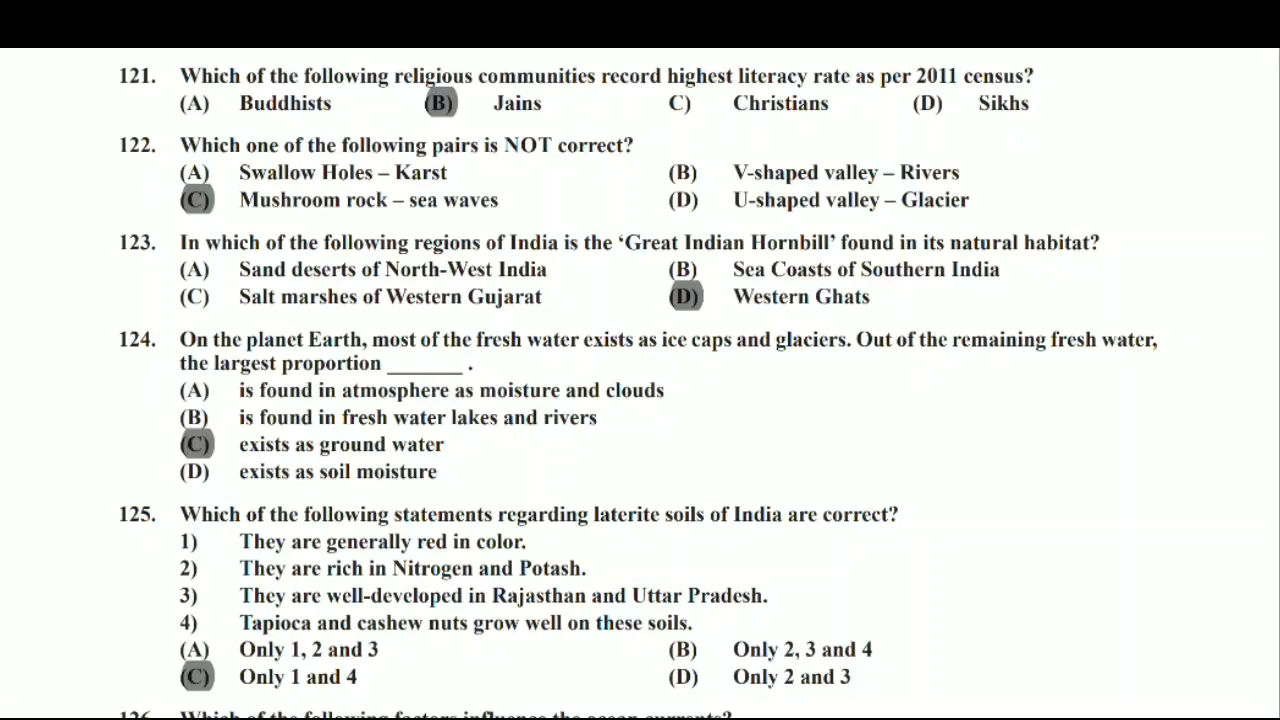 121. Which of the following religious communities record highest literacy rate as per 2011 census?
(A) Buddhists (B) Jains C) Christians (D) Sikhs
122. Which one of the following pairs is NOT correct?
(A) Swallow Holes – Karst (B) V-shaped valley – Rivers
(C) Mushroom rock – sea waves (D) U-shaped valley – Glacier
123. In which of the following regions of India is the ‘Great Indian Hornbill’ found in its natural habitat?
(A) Sand deserts of North-West India (B) Sea Coasts of Southern India
(C) Salt marshes of Western Gujarat (D) Western Ghats
124. On the planet Earth, most of the fresh water exists as ice caps and glaciers. Out of the remaining fresh water,
the largest proportion _______ .
(A) is found in atmosphere as moisture and clouds
(B) is found in fresh water lakes and rivers
(C) exists as ground water
(D) exists as soil moisture
125. Which of the following statements regarding laterite soils of India are correct?
1) They are generally red in color.
2) They are rich in Nitrogen and Potash.
3) They are well-developed in Rajasthan and Uttar Pradesh.
4) Tapioca and cashew nuts grow well on these soils.
(A) Only 1, 2 and 3 (B) Only 2, 3 and 4
(C) Only 1 and 4 (D) Only 2 and 3
126. Which of the following factors influence the ocean currents?